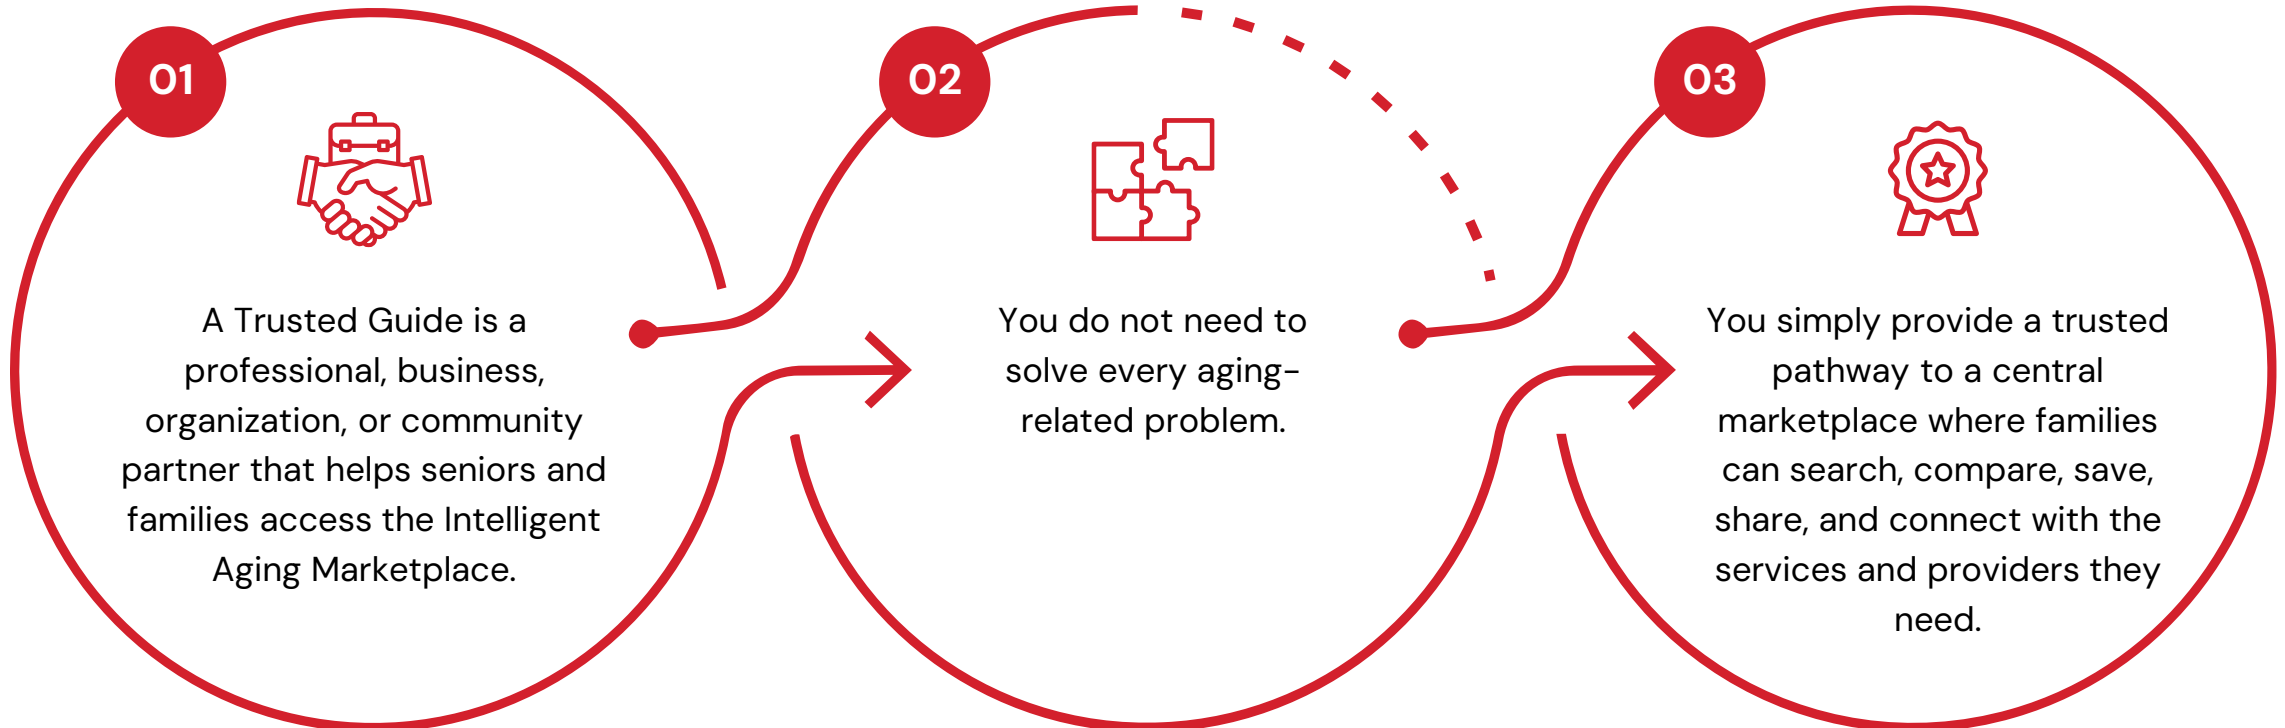 01
A Trusted Guide is a
professional, business,
organization, or community
partner that helps seniors and
families access the Intelligent
Aging Marketplace.
02
You do not need to
solve every aging-
related problem.
03
You simply provide a trusted
pathway to a central
marketplace where families
can search, compare, save,
share, and connect with the
services and providers they
need.